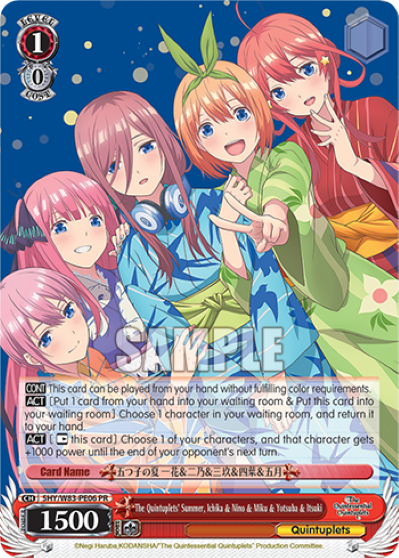 LEVEL
1
0
COST
SAMPLE
CONT This card can be played from your hand without fulfilling color requirements.
ACT [Put 1 card from your hand into your waiting room & Put this card into
your waiting room] Choose 1 character in your waiting room, and return it
to your hand.
ACT [ this card] Choose 1 of your characters, and that character gets
+1000 power until the end of your opponent's next turn.
Card Name 五つ子の夏 一花&二乃&三玖&四葉&五月
CH 5HY/W83-PE06 PR
"The Quintuplets' Summer, Ichika & Nino & Miku & Yotsuba & Itsuki
The
Quintessential
Quintuplets
1500
Quintuplets
©Negi Haruba,KODANSHA/"The Quintessential Quintuplets" Production Committee.